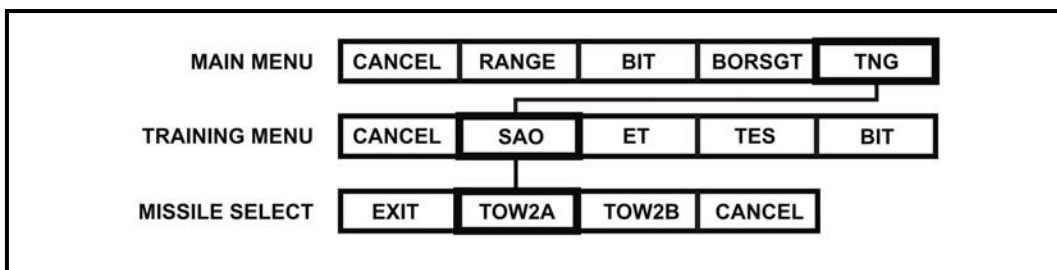 MAIN MENU CANCEL RANGE BIT BORSGT TNG
TRAINING MENU CANCEL SAO ET TES BIT
MISSILE SELECT EXIT TOW2A TOW2B CANCEL